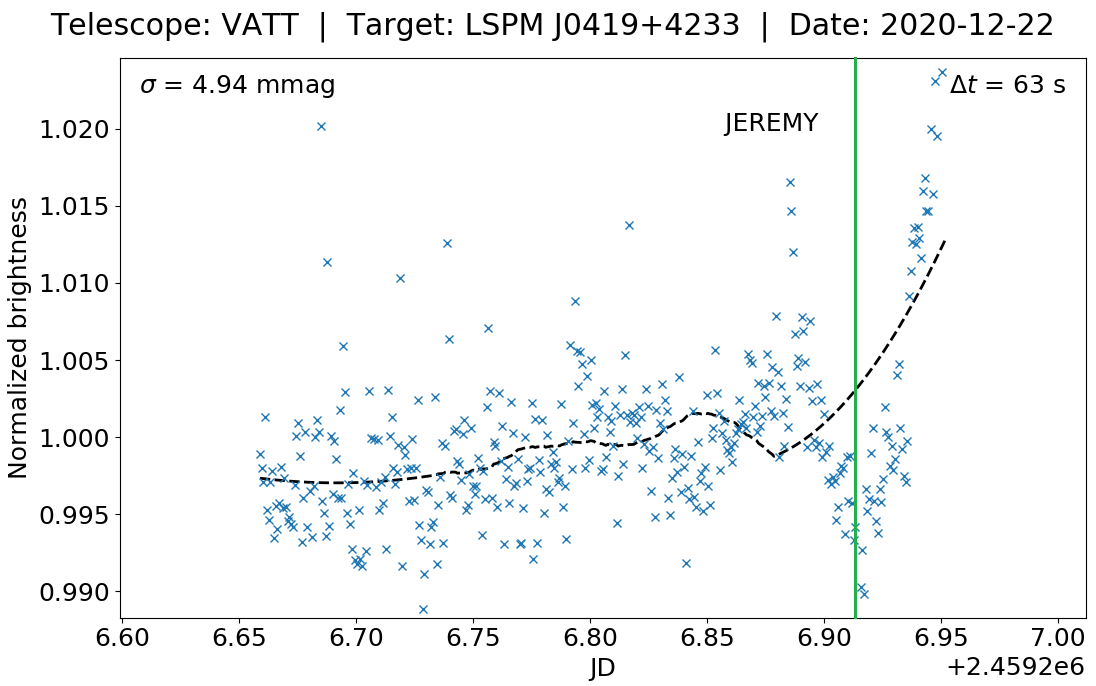 Telescope: VATT | Target: LSPM J0419+4233 | Date: 2020-12-22
σ = 4.94 mmag
Δt = 63 s
JEREMY
Normalized brightness
1.020
1.015
1.010
1.005
1.000
0.995
0.990
6.60 6.65 6.70 6.75 6.80 6.85 6.90 6.95 7.00
JD
+2.4592e6